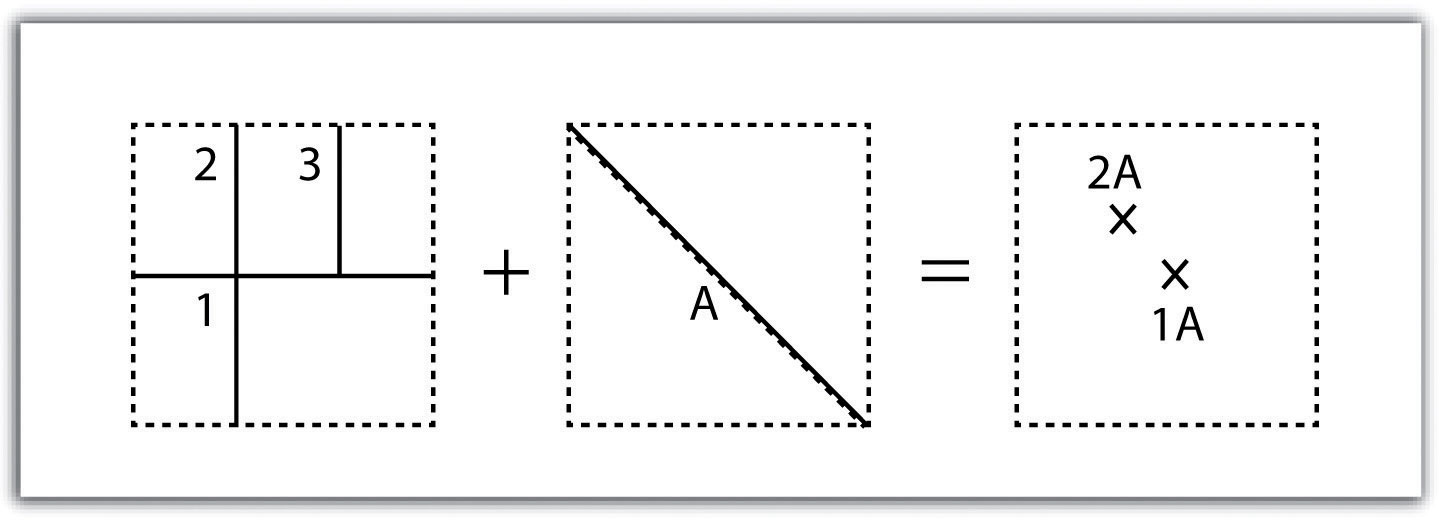 2 3
1
+
A
=
2A
×
×
1A